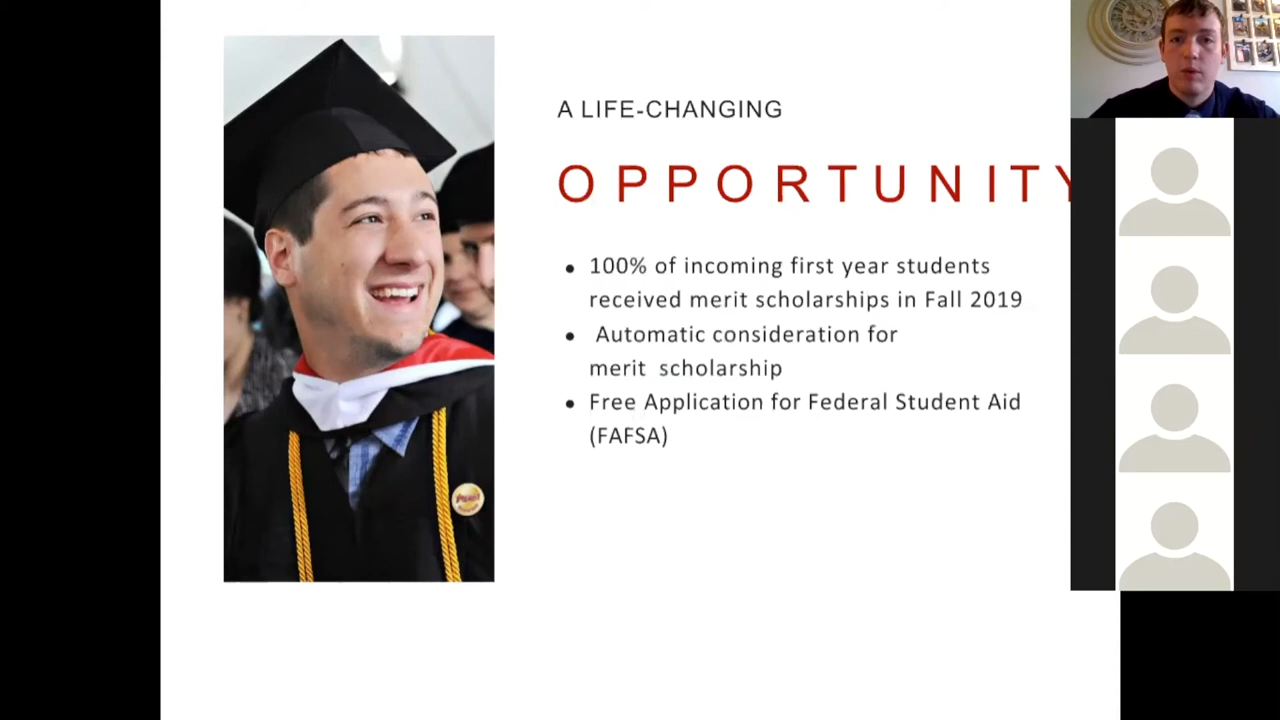 A LIFE-CHANGING
OPPORTUNITY
• 100% of incoming first year students
received merit scholarships in Fall 2019
• Automatic consideration for
merit scholarship
• Free Application for Federal Student Aid
(FAFSA)